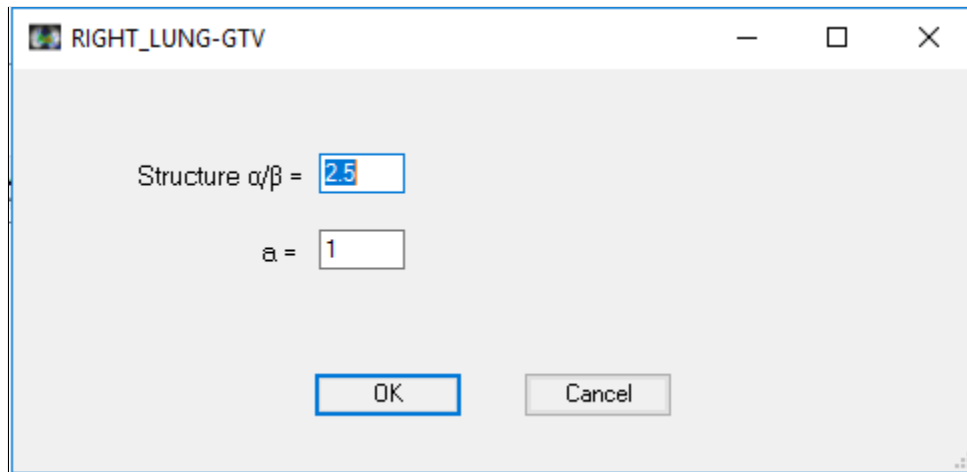 RIGHT_LUNG-GTV
Structure α/β = 2.5
a = 1
OK Cancel